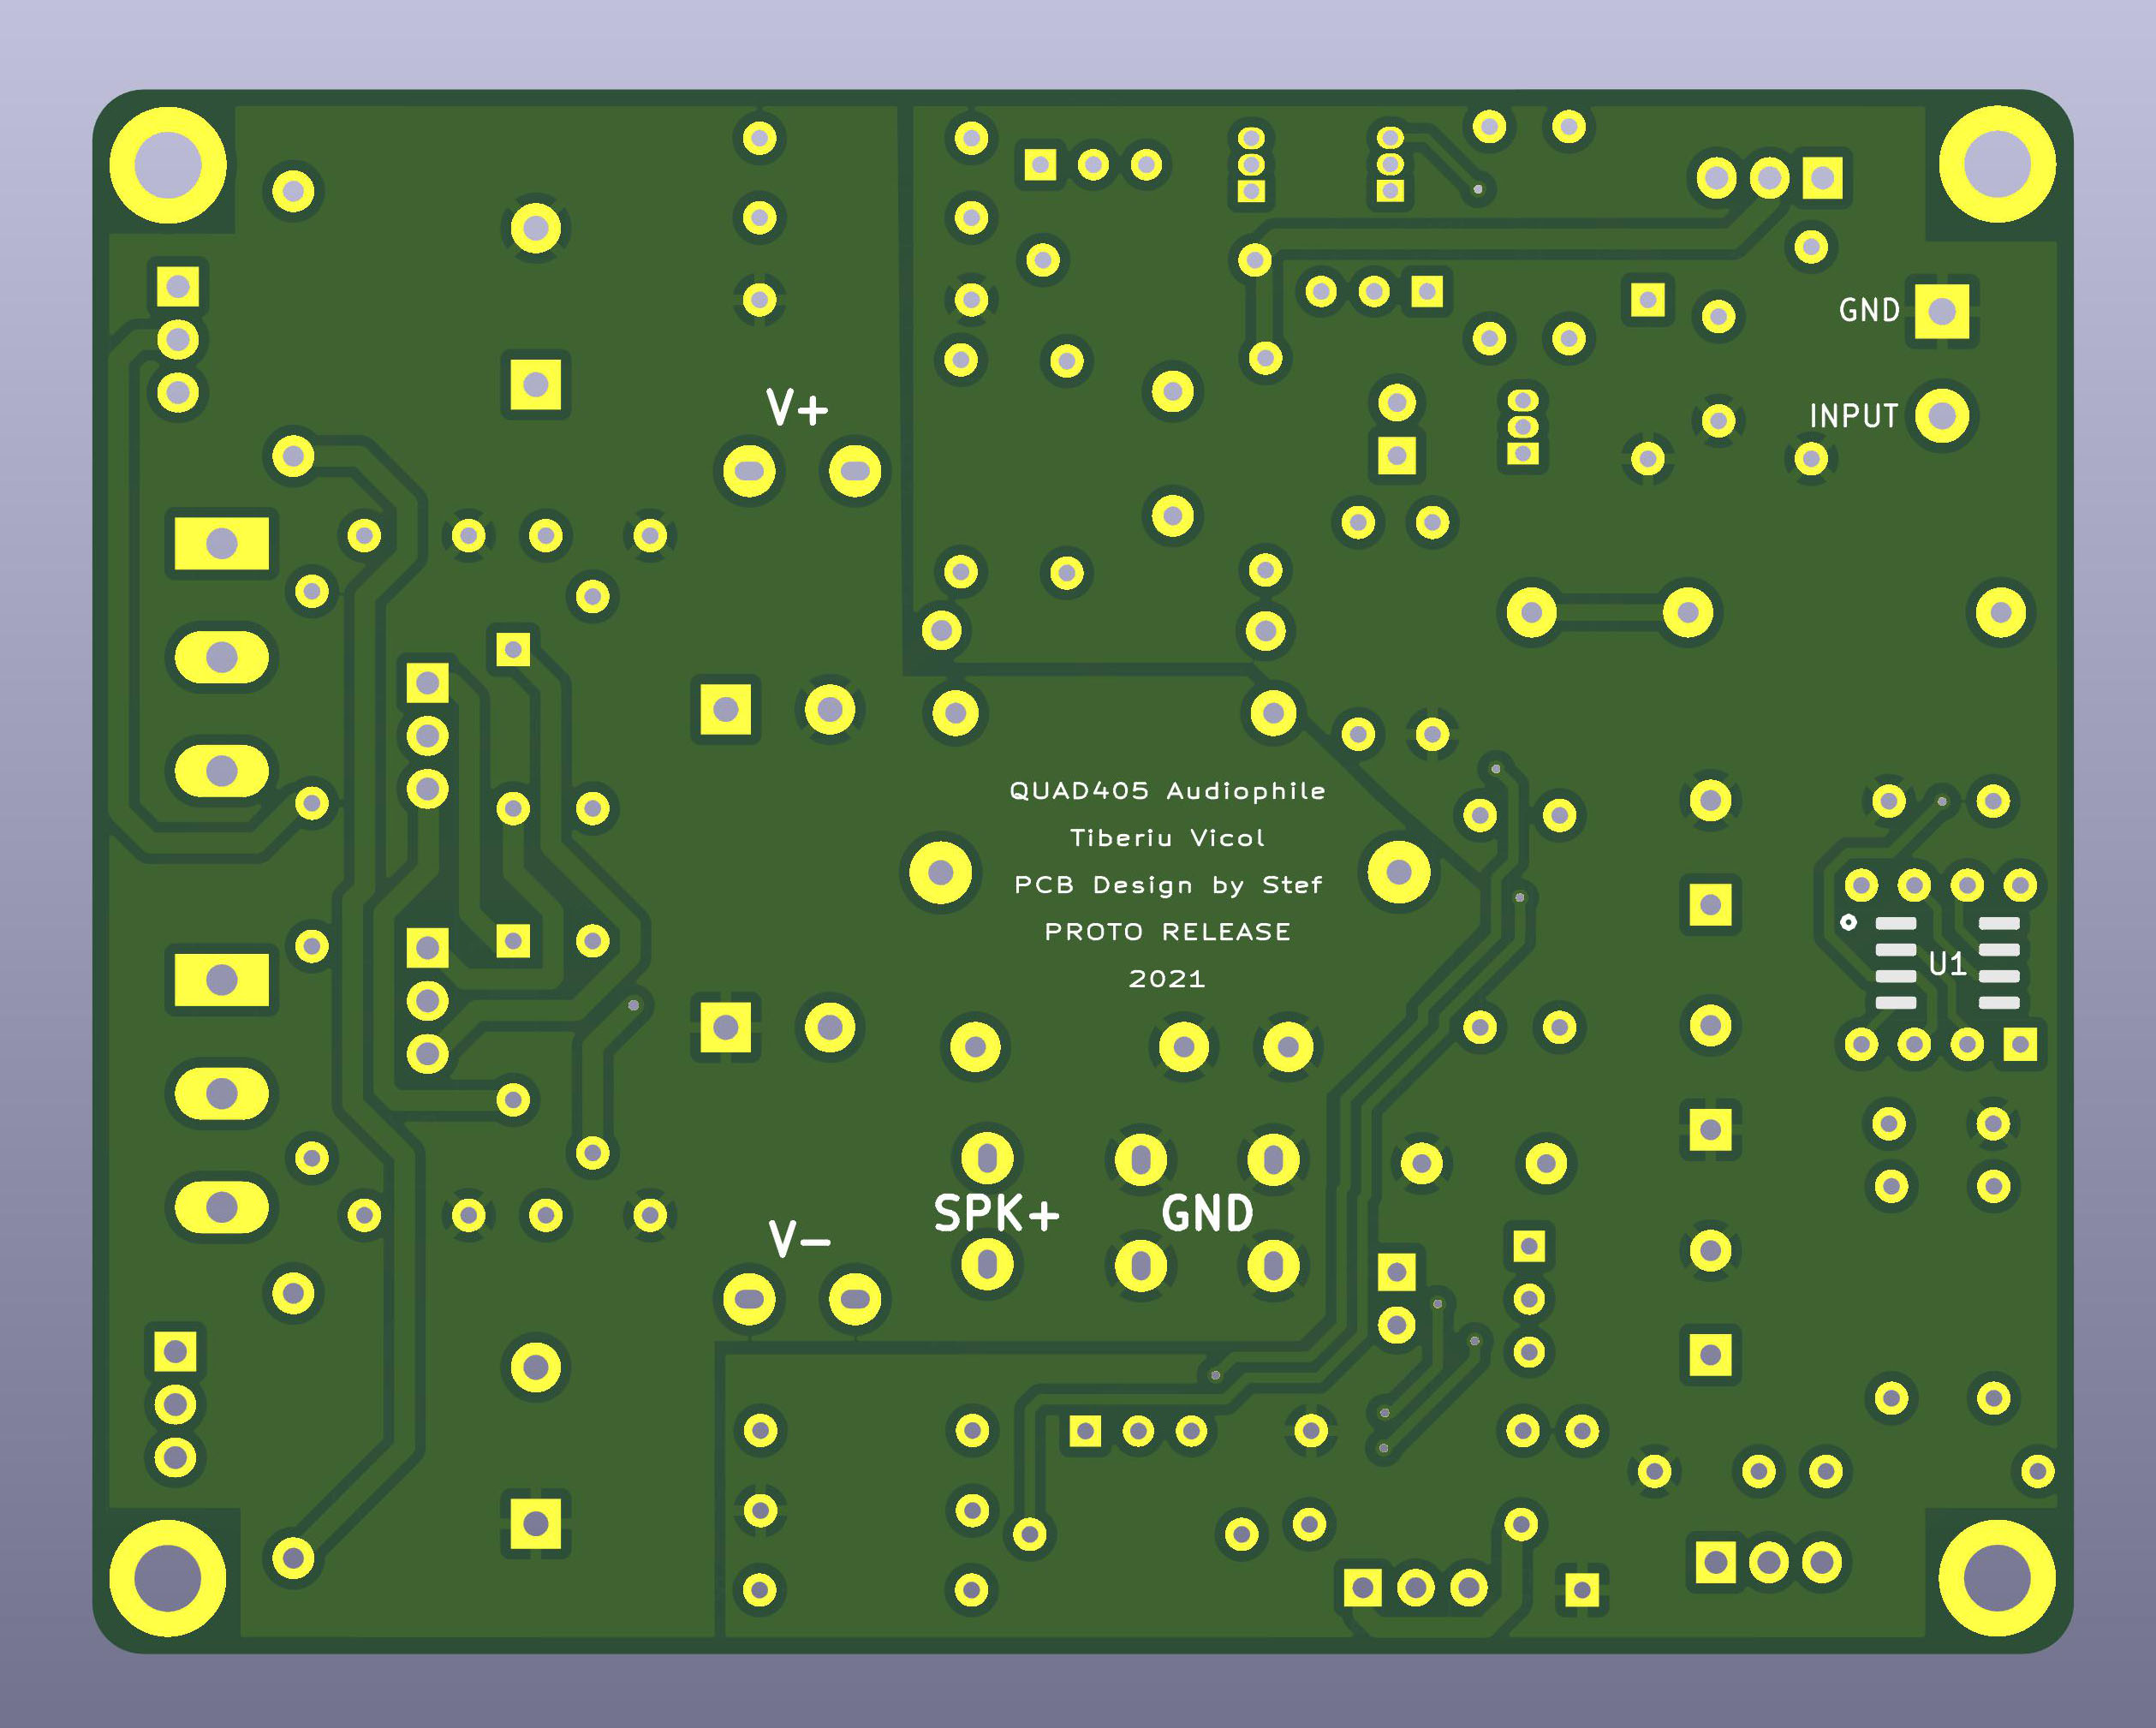 GND
INPUT
V+
QUAD405 Audiophile
Tiberiu Vicol
PCB Design by Stef
PROTO RELEASE
2021
U1
SPK+ GND
V-